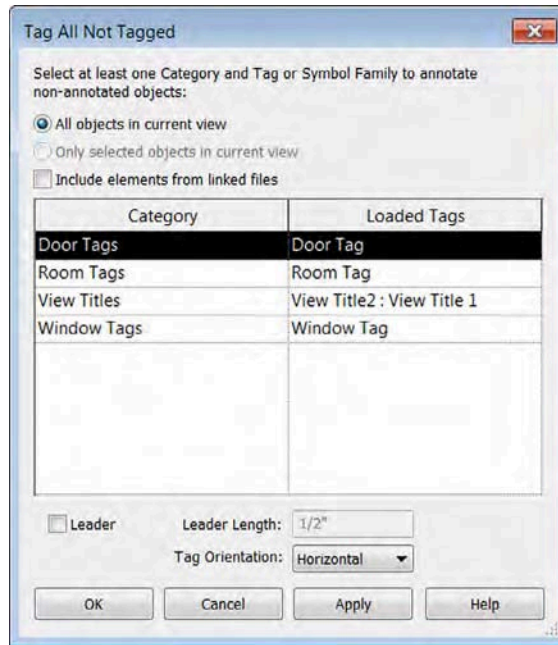 Tag All Not Tagged
Select at least one Category and Tag or Symbol Family to annotate
non-annotated objects:
All objects in current view
Only selected objects in current view
Include elements from linked files
Category Loaded Tags
Door Tags Door Tag
Room Tags Room Tag
View Titles View Title2 : View Title 1
Window Tags Window Tag
Leader Leader Length: 1/2"
Tag Orientation: Horizontal
OK Cancel Apply Help